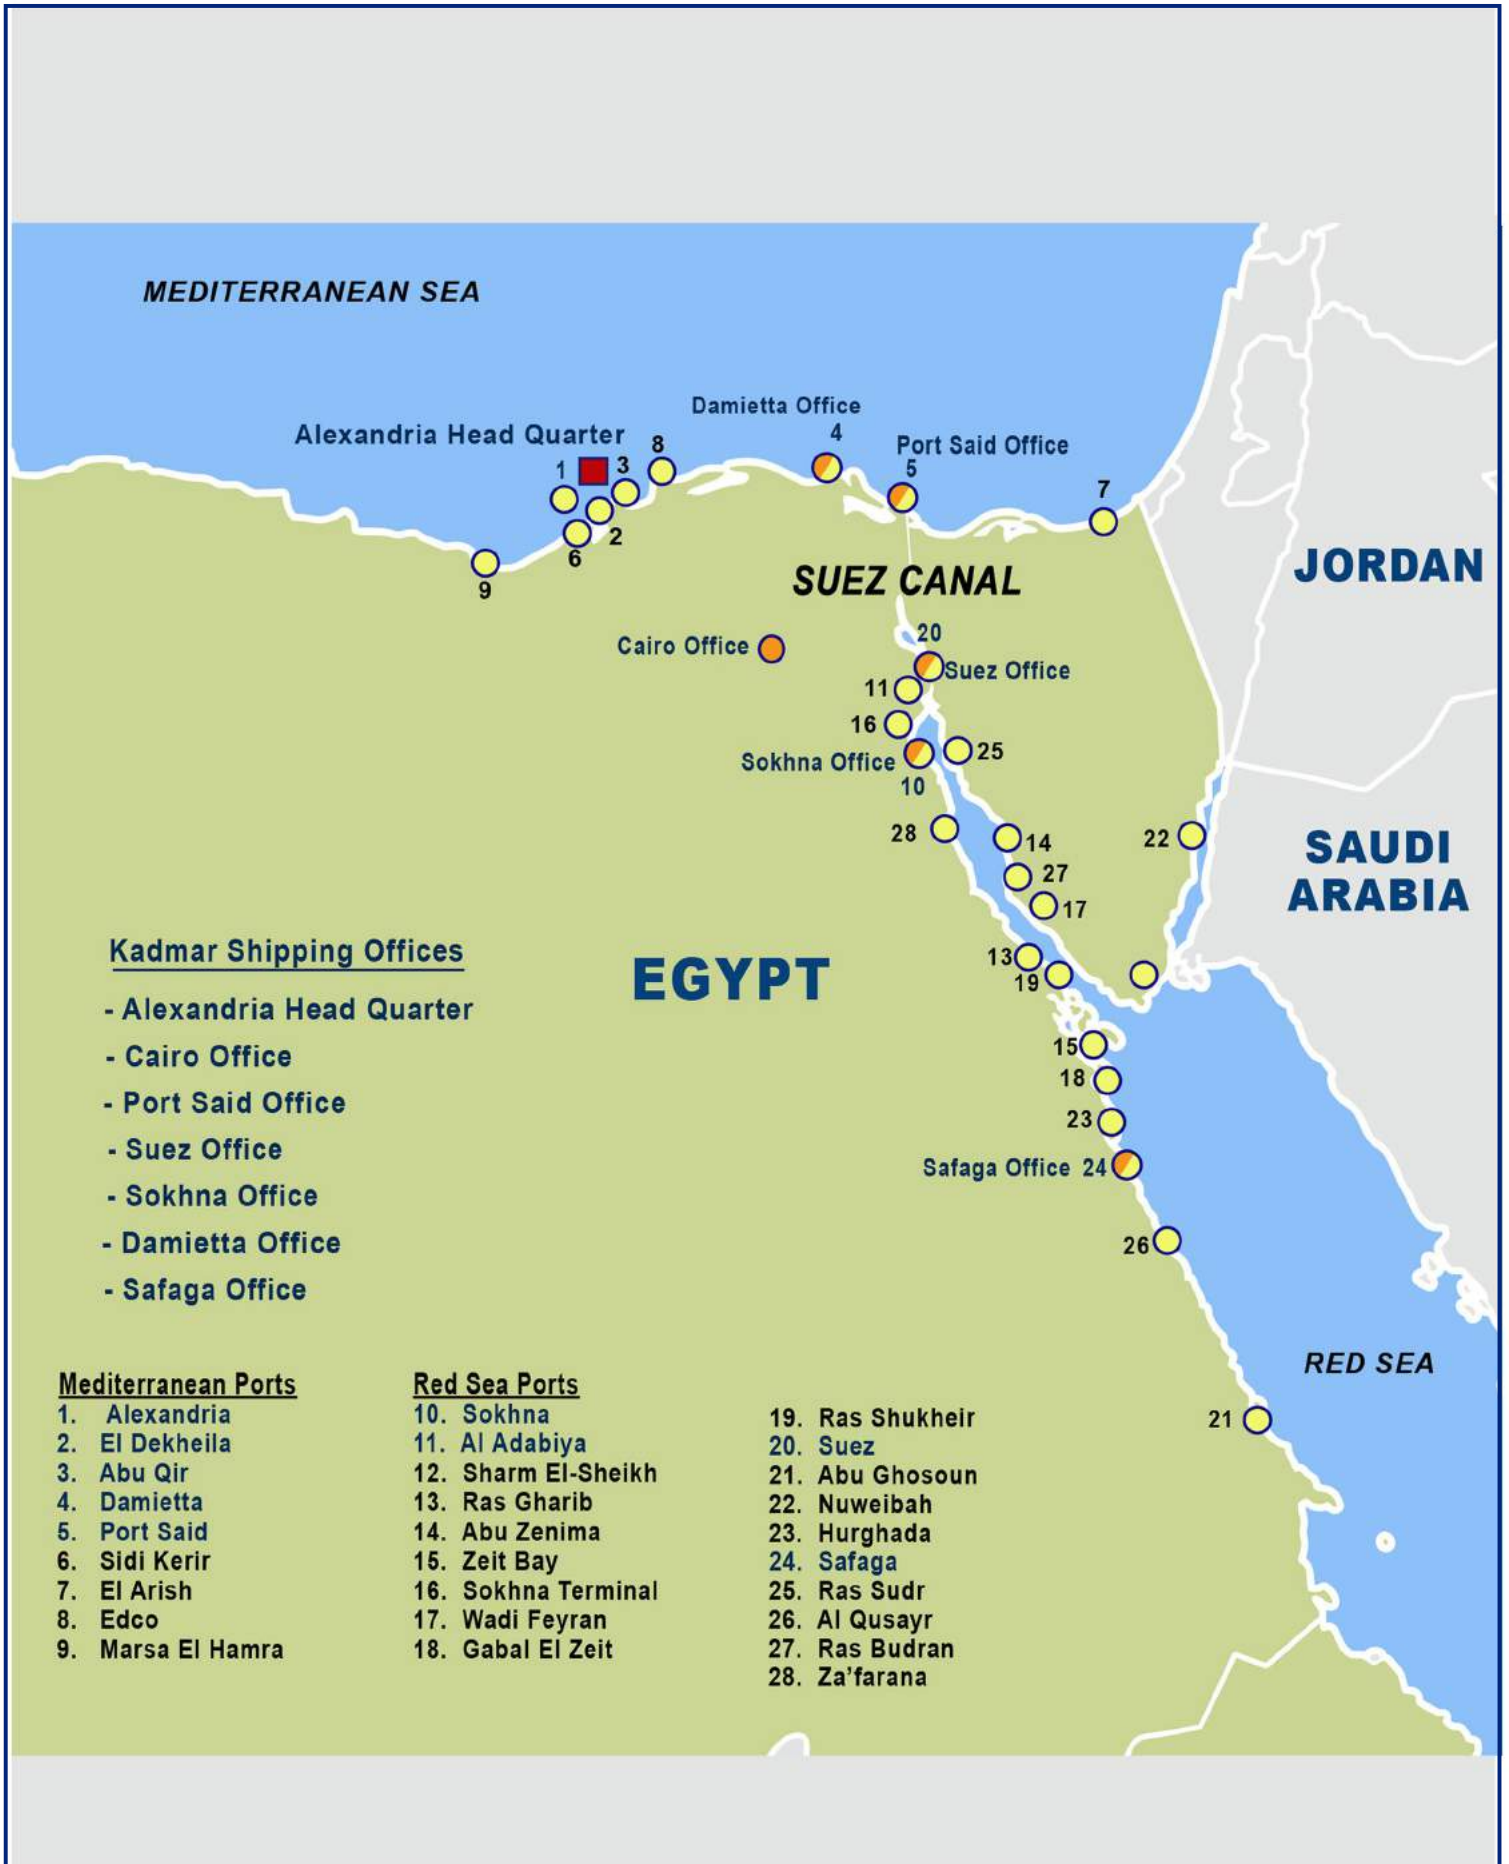 MEDITERRANEAN SEA
Damietta Office
4
Alexandria Head Quarter
Port Said Office
8
1
3
5
7
2
6
9
JORDAN
SUEZ CANAL
20
Cairo Office
Suez Office
11
16
25
Sokhna Office
10
28
14
22
SAUDI
ARABIA
27
17
13
19
EGYPT
15
18
23
Safaga Office 24
26
RED SEA
21
Kadmar Shipping Offices
- Alexandria Head Quarter
- Cairo Office
- Port Said Office
- Suez Office
- Sokhna Office
- Damietta Office
- Safaga Office
Mediterranean Ports
1. Alexandria
2. El Dekheila
3. Abu Qir
4. Damietta
5. Port Said
6. Sidi Kerir
7. El Arish
8. Edco
9. Marsa El Hamra
Red Sea Ports
10. Sokhna
11. Al Adabiya
12. Sharm El-Sheikh
13. Ras Gharib
14. Abu Zenima
15. Zeit Bay
16. Sokhna Terminal
17. Wadi Feyran
18. Gabal El Zeit
19. Ras Shukheir
20. Suez
21. Abu Ghosoun
22. Nuweibah
23. Hurghada
24. Safaga
25. Ras Sudr
26. Al Qusayr
27. Ras Budran
28. Za'farana